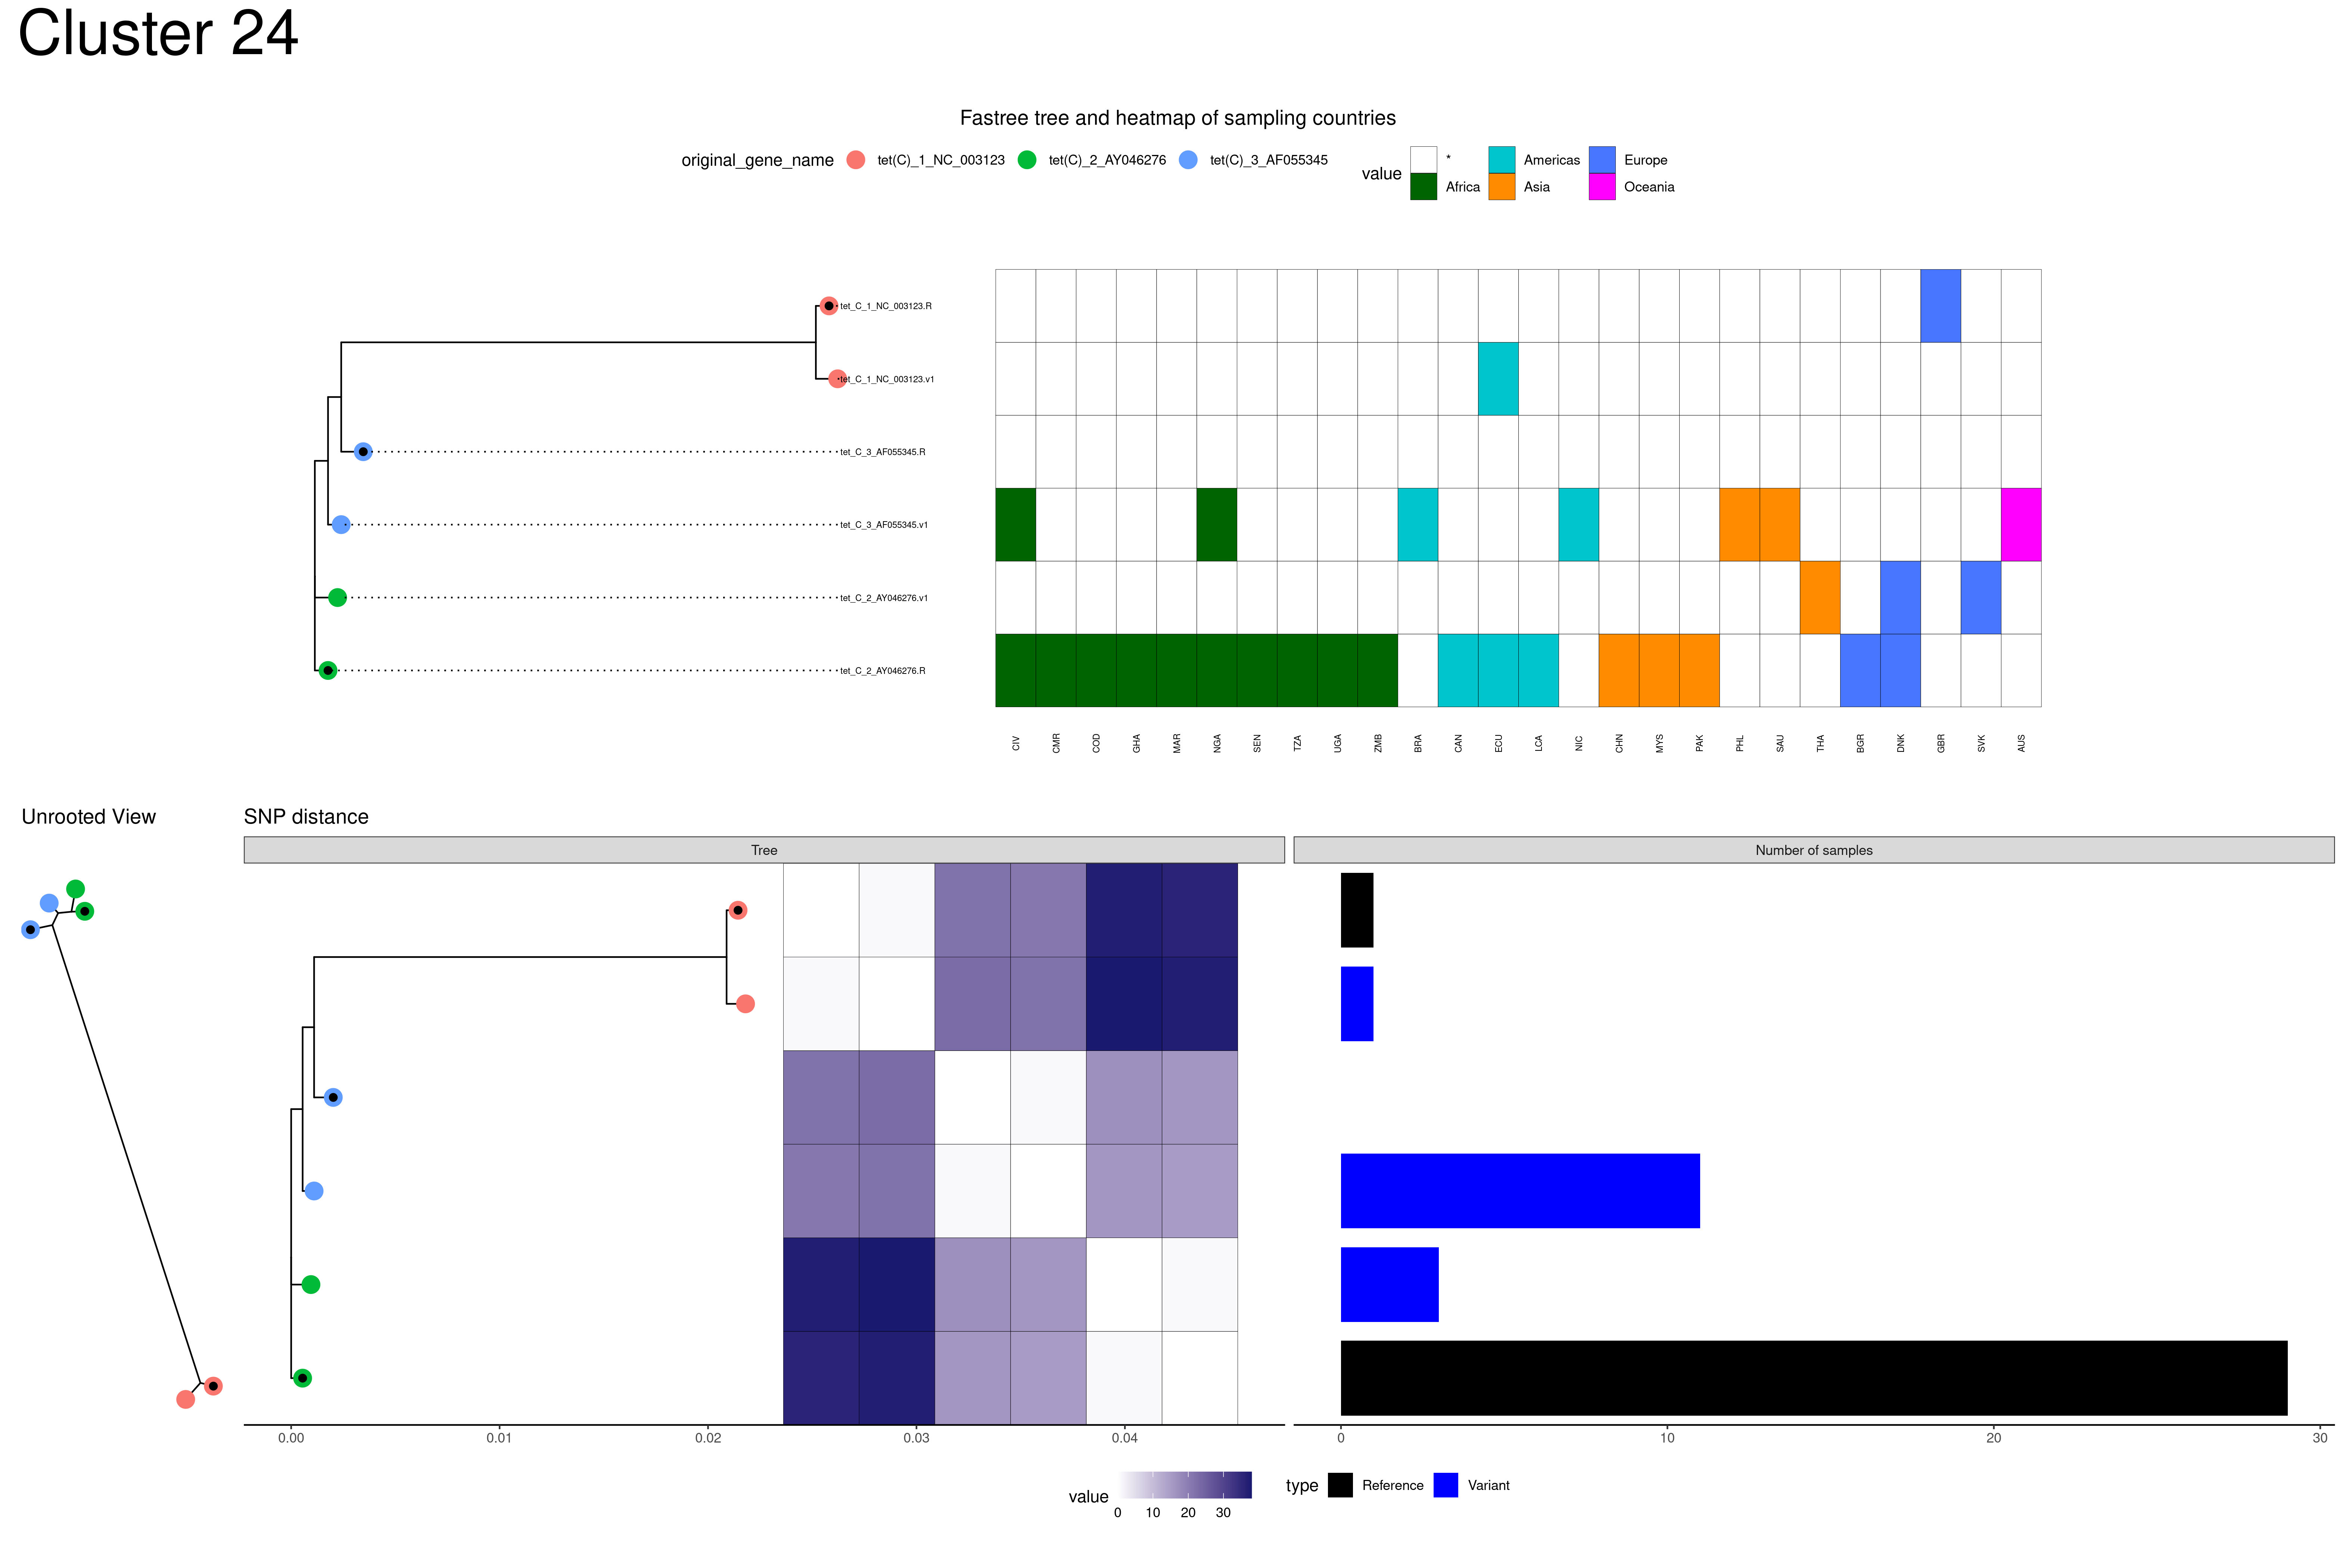 Cluster 24
Fastree tree and heatmap of sampling countries
original_gene_name tet(C)_1_NC_003123 tet(C)_2_AY046276 tet(C)_3_AF055345
value * Americas Europe
Africa Asia Oceania
tet_C_1_NC_003123.R
tet_C_1_NC_003123.v1
tet_C_3_AF055345.R
tet_C_3_AF055345.v1
tet_C_2_AY046276.v1
tet_C_2_AY046276.R
CIV CMR COD GHA MAR NGA SEN TZA UGA ZMB BRA CAN ECU LCA NIC CHN MYS PAK PHL SAU THA BGR DNK GBR SVK AUS
Unrooted View
SNP distance
Tree
Number of samples
0.00 0.01 0.02 0.03 0.04
0 10 20 30
value
0 10 20 30
type Reference Variant